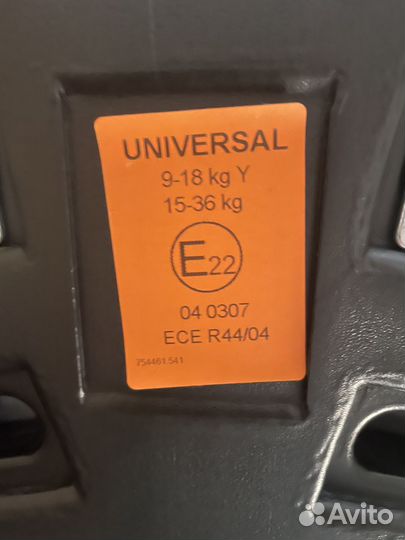 UNIVERSAL
9-18 kg Y
15-36 kg
E22
04 0307
ECE R44/04
754461.541
Avito